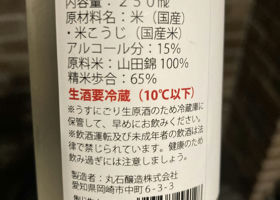 内容量：２５０㎖
原材料名：米（国産）
・米こうじ（国産米）
アルコール分：15%
原料米：山田錦 100%
精米歩合：65%
生酒要冷蔵（10℃以下）
※うすにごり生原酒のため冷蔵庫に
保管して、早めにお飲みください。
※飲酒運転及び未成年者の飲酒は法
律で禁じられています。健康のため
飲み過ぎには注意しましょう。
製造者：丸石醸造株式会社
愛知県岡崎市中町６-３-３